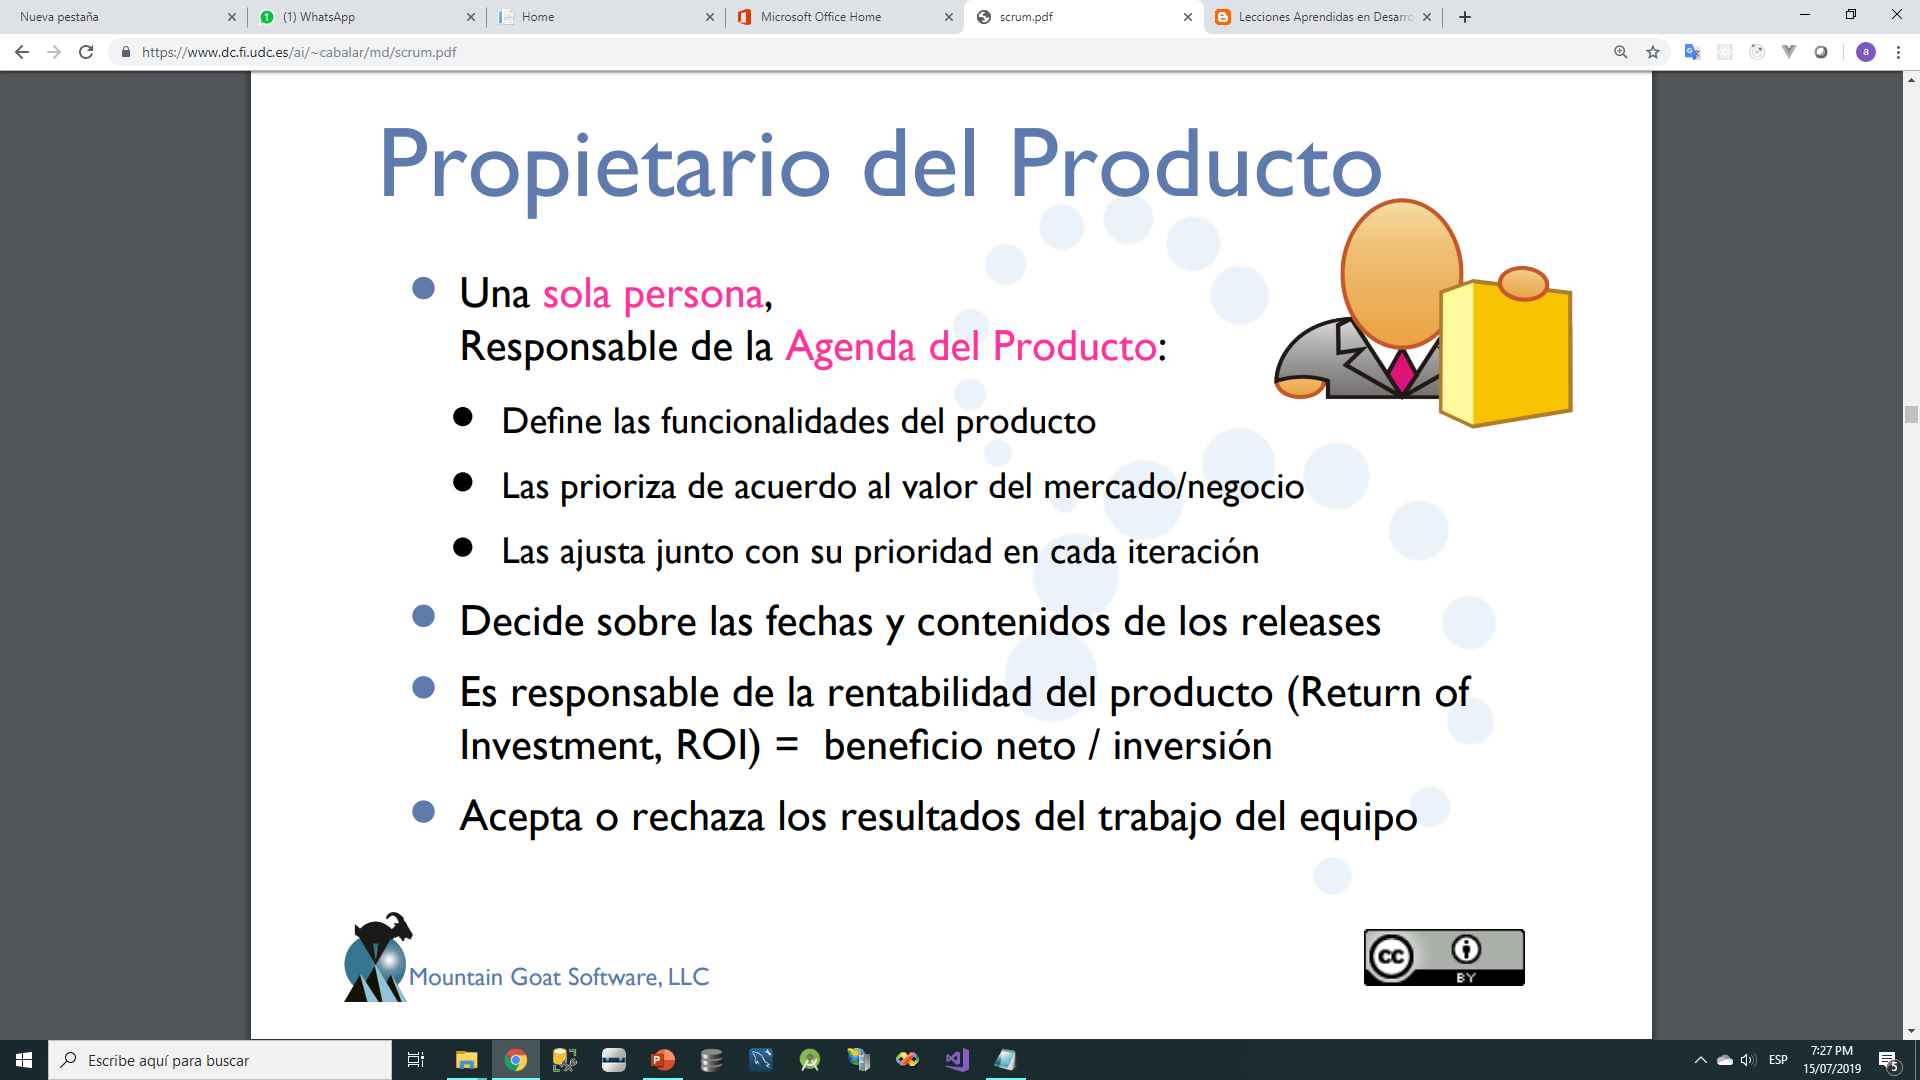 Nueva pestaña
(1) WhatsApp
Home
Microsoft Office Home
scrum.pdf
Lecciones Aprendidas en Desarro
https://www.dc.fi.udc.es/ai/~cabalar/md/scrum.pdf
a
Propietario del Producto
Una sola persona,
Responsable de la Agenda del Producto:
Define las funcionalidades del producto
Las prioriza de acuerdo al valor del mercado/negocio
Las ajusta junto con su prioridad en cada iteración
Decide sobre las fechas y contenidos de los releases
Es responsable de la rentabilidad del producto (Return of
Investment, ROI) = beneficio neto / inversión
Acepta o rechaza los resultados del trabajo del equipo
Mountain Goat Software, LLC
cc
BY
Escribe aquí para buscar
ESP
7:27 PM
15/07/2019
5